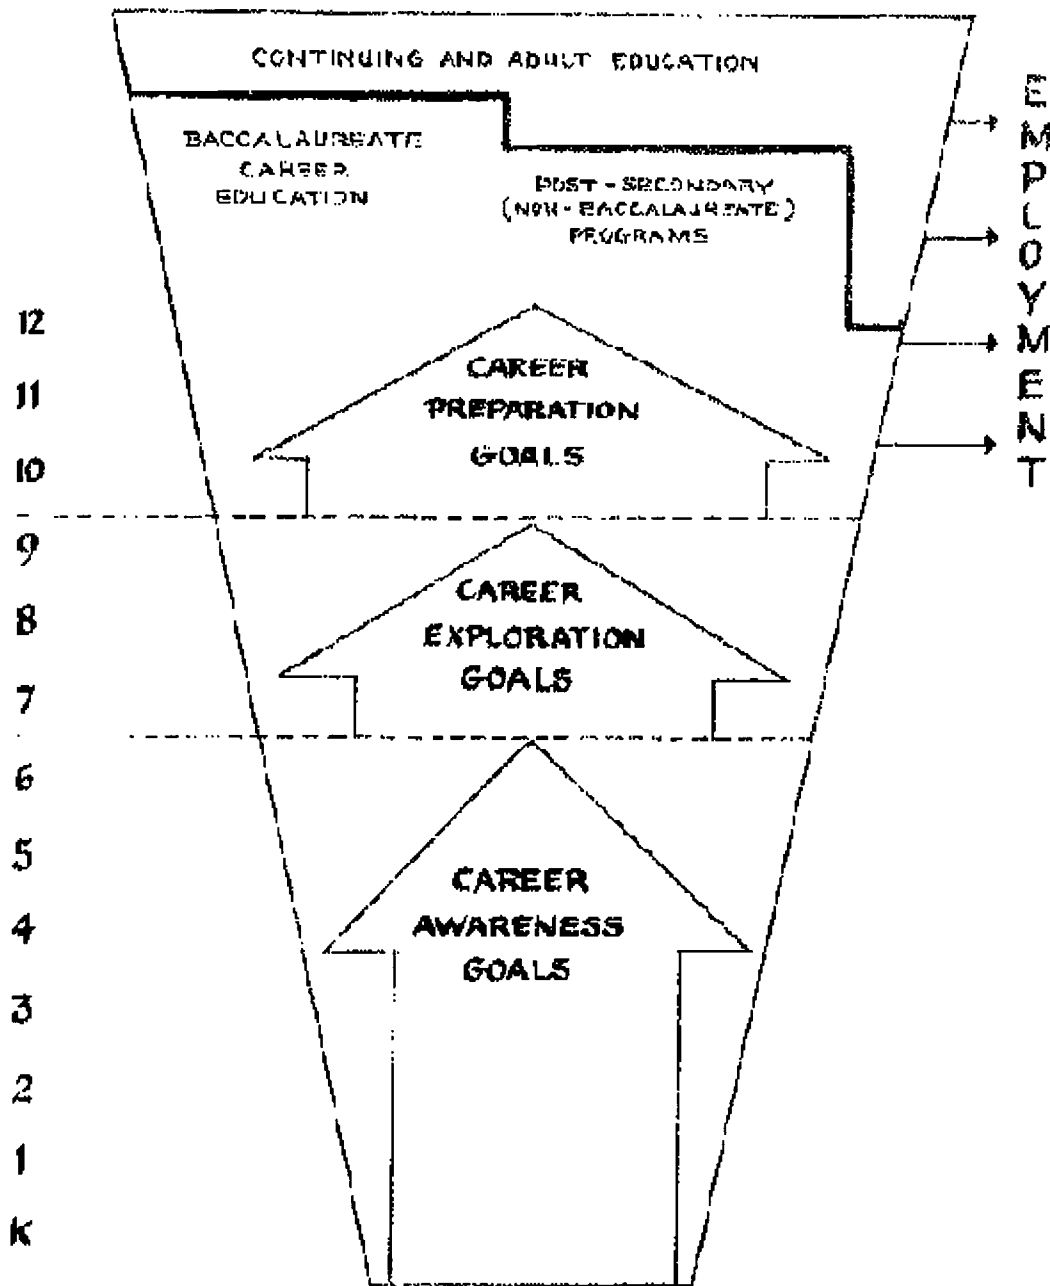 CONTINUING AND ADULT EDUCATION
BACCALAUREATE
CAREER
EDUCATION
POST-SECONDARY
(NON-BACCALAUREATE)
PROGRAMS
EMPLOYMENT
12
11
10
CAREER
PREPARATION
GOALS
9
8
7
CAREER
EXPLORATION
GOALS
6
5
4
3
2
1
K
CAREER
AWARENESS
GOALS